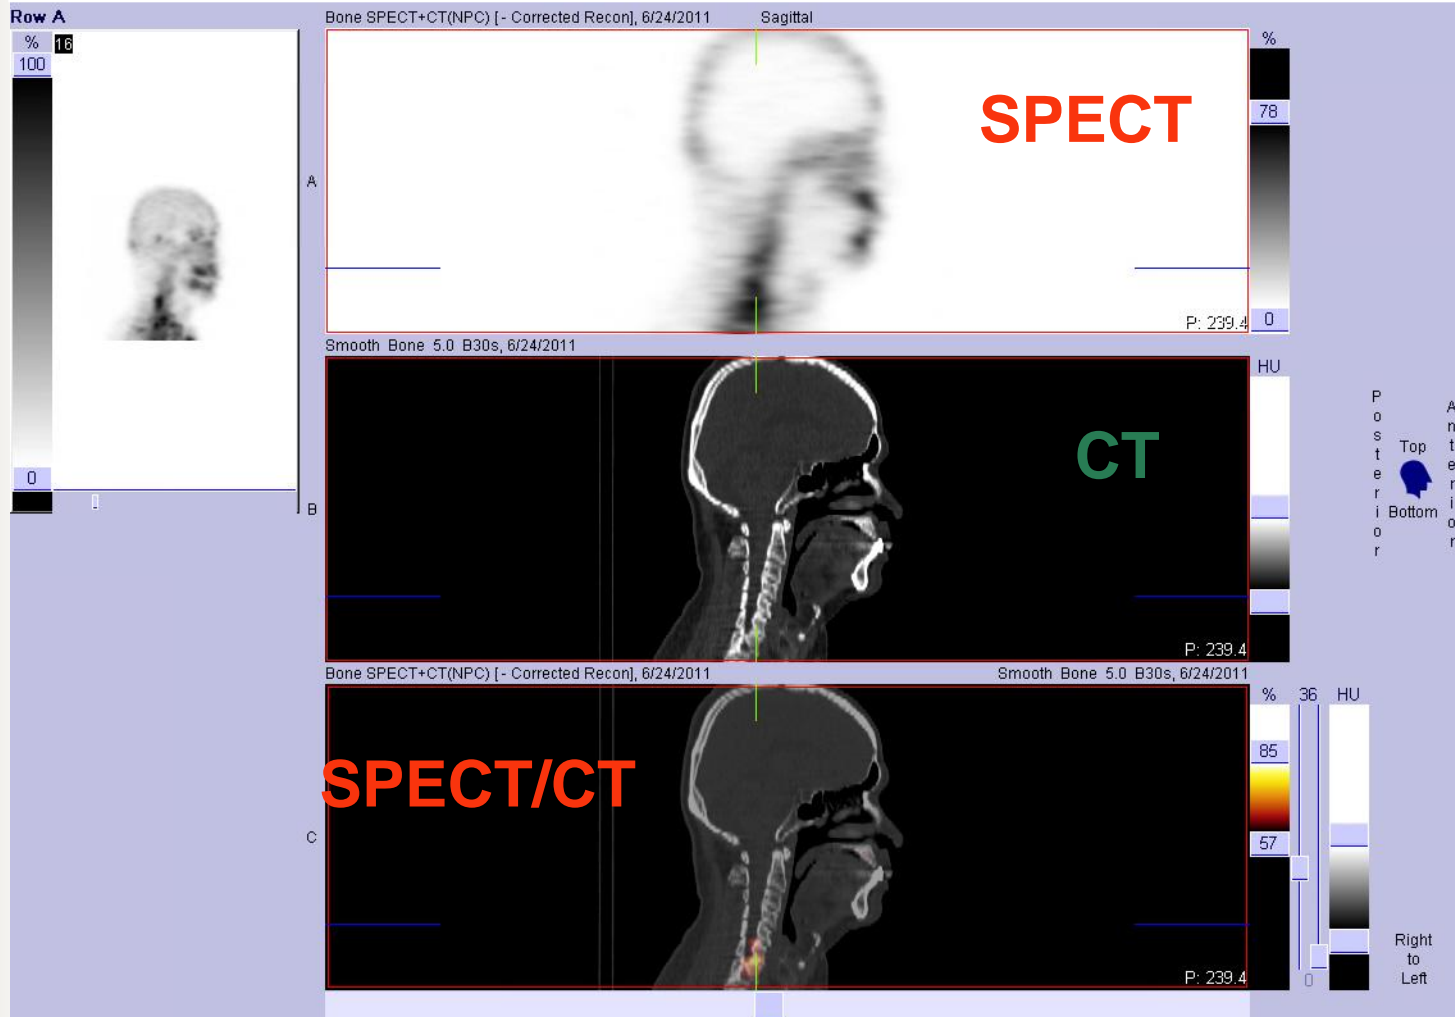 Row A
Bone SPECT+CT(NPC) [- Corrected Recon], 6/24/2011 Sagittal
% 16
100
0
%
78
0
A
SPECT
P: 239.4
Smooth Bone 5.0 B30s, 6/24/2011
HU
B
CT
P: 239.4
Posterior
Top
Bottom
Anterior
Bone SPECT+CT(NPC) [- Corrected Recon], 6/24/2011 Smooth Bone 5.0 B30s, 6/24/2011
% 36 HU
85
57
0
SPECT/CT
C
P: 239.4
Right
to
Left